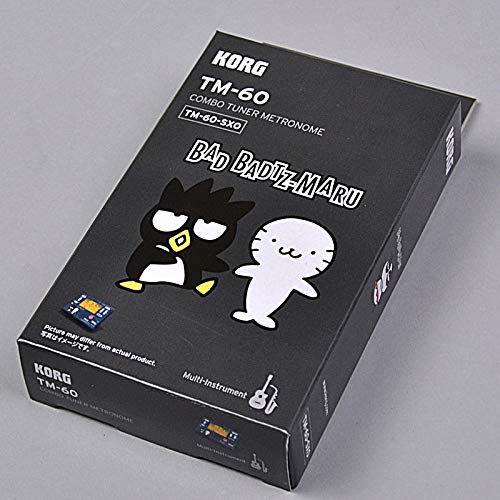 KORG
TM-60
COMBO TUNER METRONOME
TM-60-SXO
BAD BADTZ-MARU
Picture may differ from actual product.
写真はイメージです。
Multi-Instrument
KORG
TM-60
COMBO TUNER METRONOME
KORG